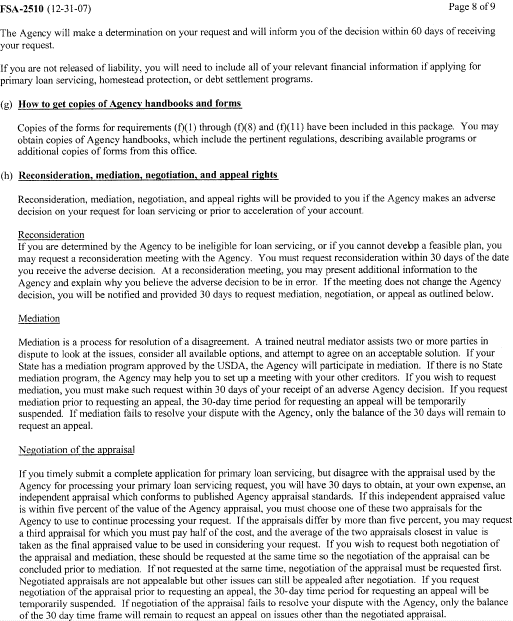 FSA-2510 (12-31-07)
Page 8 of 9
The Agency will make a determination on your request and will inform you of the decision within 60 days of receiving
your request.
If you are not released of liability, you will need to include all of your relevant financial information if applying for
primary loan servicing, homestead protection, or debt settlement programs.
(g) How to get copies of Agency handbooks and forms
Copies of the forms for requirements (f)(1) through (f)(8) and (f)(11) have been included in this package. You may
obtain copies of Agency handbooks, which include the pertinent regulations, describing available programs or
additional copies of forms from this office.
(h) Reconsideration, mediation, negotiation, and appeal rights
Reconsideration, mediation, negotiation, and appeal rights will be provided to you if the Agency makes an adverse
decision on your request for loan servicing or prior to acceleration of your account.
Reconsideration
If you are determined by the Agency to be ineligible for loan servicing, or if you cannot develop a feasible plan, you
may request a reconsideration meeting with the Agency. You must request reconsideration within 30 days of the date
you receive the adverse decision. At a reconsideration meeting, you may present additional information to the
Agency and explain why you believe the adverse decision to be in error. If the meeting does not change the Agency
decision, you will be notified and provided 30 days to request mediation, negotiation, or appeal as outlined below.
Mediation
Mediation is a process for resolution of a disagreement. A trained neutral mediator assists two or more parties in
dispute to look at the issues, consider all available options, and attempt to agree on an acceptable solution. If your
State has a mediation program approved by the USDA, the Agency will participate in mediation. If there is no State
mediation program, the Agency may help you to set up a meeting with your other creditors. If you wish to request
mediation, you must make such request within 30 days of your receipt of an adverse Agency decision. If you request
mediation prior to requesting an appeal, the 30-day time period for requesting an appeal will be temporarily
suspended. If mediation fails to resolve your dispute with the Agency, only the balance of the 30 days will remain to
request an appeal.
Negotiation of the appraisal
If you timely submit a complete application for primary loan servicing, but disagree with the appraisal used by the
Agency for processing your primary loan servicing request, you will have 30 days to obtain, at your own expense, an
independent appraisal which conforms to published Agency appraisal standards. If this independent appraised value
is within five percent of the value of the Agency appraisal, you must choose one of these two appraisals for the
Agency to use to continue processing your request. If the appraisals differ by more than five percent, you may request
a third appraisal for which you must pay half of the cost, and the average of the two appraisals closest in value is
taken as the final appraised value to be used in considering your request. If you wish to request both negotiation of
the appraisal and mediation, these should be requested at the same time so the negotiation of the appraisal can be
concluded prior to mediation. If not requested at the same time, negotiation of the appraisal must be requested first.
Negotiated appraisals are not appealable but other issues can still be appealed after negotiation. If you request
negotiation of the appraisal prior to requesting an appeal, the 30-day time period for requesting an appeal will be
temporarily suspended. If negotiation of the appraisal fails to resolve your dispute with the Agency, only the balance
of the 30 day time frame will remain to request an appeal on issues other than the negotiated appraisal.